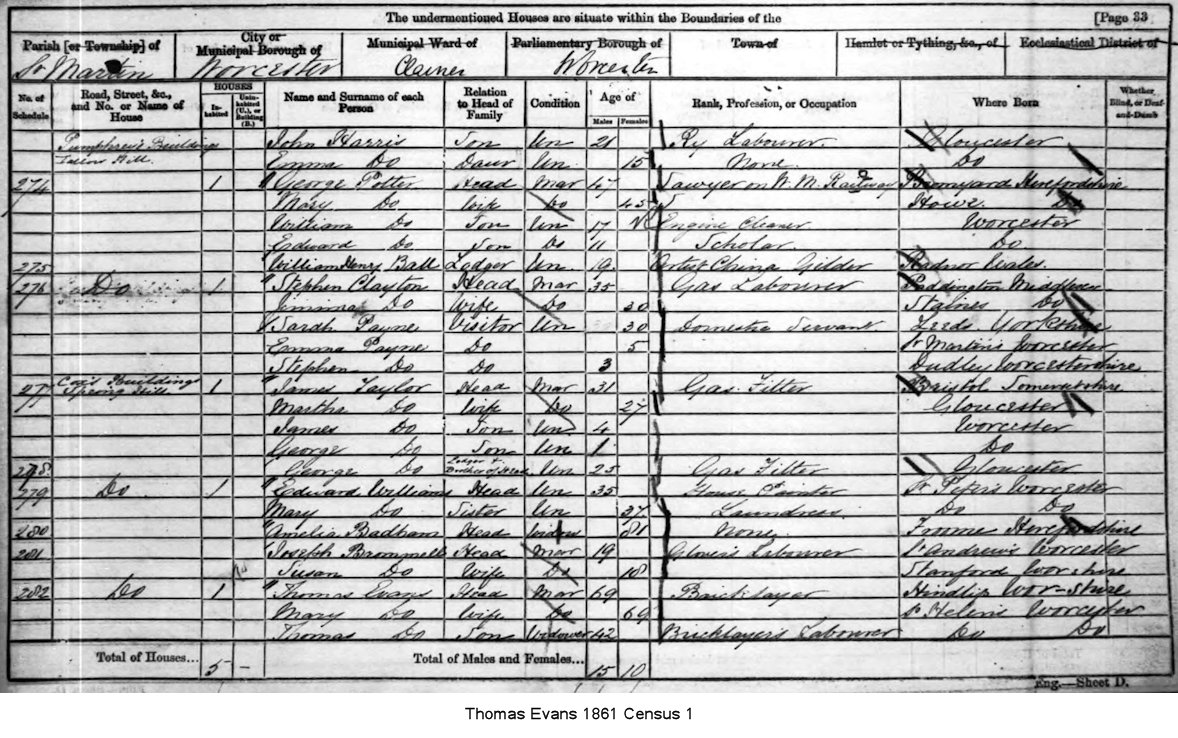 The undermentioned Houses are situate within the Boundaries of the [Page 33
Parish [or Township] of City or Municipal Borough of Municipal Ward of Parliamentary Borough of Town of Hamlet or Tything, &c., of Ecclesiastical District of
St. Martin Worcester Claines Worcester
No. of Schedule Road, Street, &c., and No. or Name of House HOUSES Inhabited Uninhabited (U.), or Building (B.) Name and Surname of each Person Relation to Head of Family Condition Age of Males Females Rank, Profession, or Occupation Where Born Whether Blind, or Deaf-and-Dumb
Pumphrey's Buildings John Harris Son Un 21 Ry Labourer Gloucester
Hill Emma Do Daur Un 15 None Do
274 1 George Potter Head Mar 47 Sawyer on W. M. Railway Bromyard Herefordshire
Mary Do Wife Do 45 Do
William Do Son Un 17 Engine Cleaner Worcester
Edward Do Son Do 11 Scholar Do
275 William Henry Ball Lodger Un 19 Artist China Gilder Radnor Wales
276 Do 1 Stephen Clayton Head Mar 35 Gas Labourer Paddington Middlesex
Jemima Do Wife Do 30 Staines Do
Sarah Payne Visitor Un 30 Domestic Servant Leeds Yorkshire
Emma Payne Do 5 St Martin's Worcester
Stephen Do Do 3 Dudley Worcestershire
277 Cox's Buildings Spring Hill 1 James Taylor Head Mar 31 Gas Fitter Bristol Somersetshire
Martha Do Wife Do 27 Gloucester
James Do Son Un 4 Worcester
George Do Son Un 1 Do
278 George Do Lodger & Brother of Head Un 25 Gas Fitter Gloucester
279 Do 1 Edward Williams Head Un 35 House Painter St Peter's Worcester
Mary Do Sister Un 37 Laundress Do Do
280 Amelia Badham Head Widow 81 None Herefordshire
281 Joseph Brommell Head Mar 19 Glover's Labourer St Andrew's Worcester
Susan Do Wife Do 18 Stanford Wor-shire
282 Do 1 Thomas Evans Head Mar 69 Bricklayer Hindlip Wor-shire
Mary Do Wife Do 69 St Helen's Worcester
Thomas Do Son Widower 42 Bricklayer's Labourer Do Do
Total of Houses... 5 - Total of Males and Females... 15 10
Eng.—Sheet D.
Thomas Evans 1861 Census 1